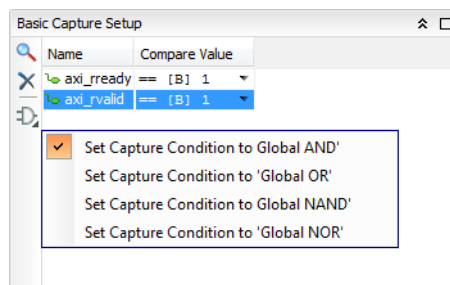 Basic Capture Setup
Name Compare Value
axi_rready == [B] 1
axi_rvalid == [B] 1
Set Capture Condition to Global AND'
Set Capture Condition to 'Global OR'
Set Capture Condition to Global NAND'
Set Capture Condition to 'Global NOR'